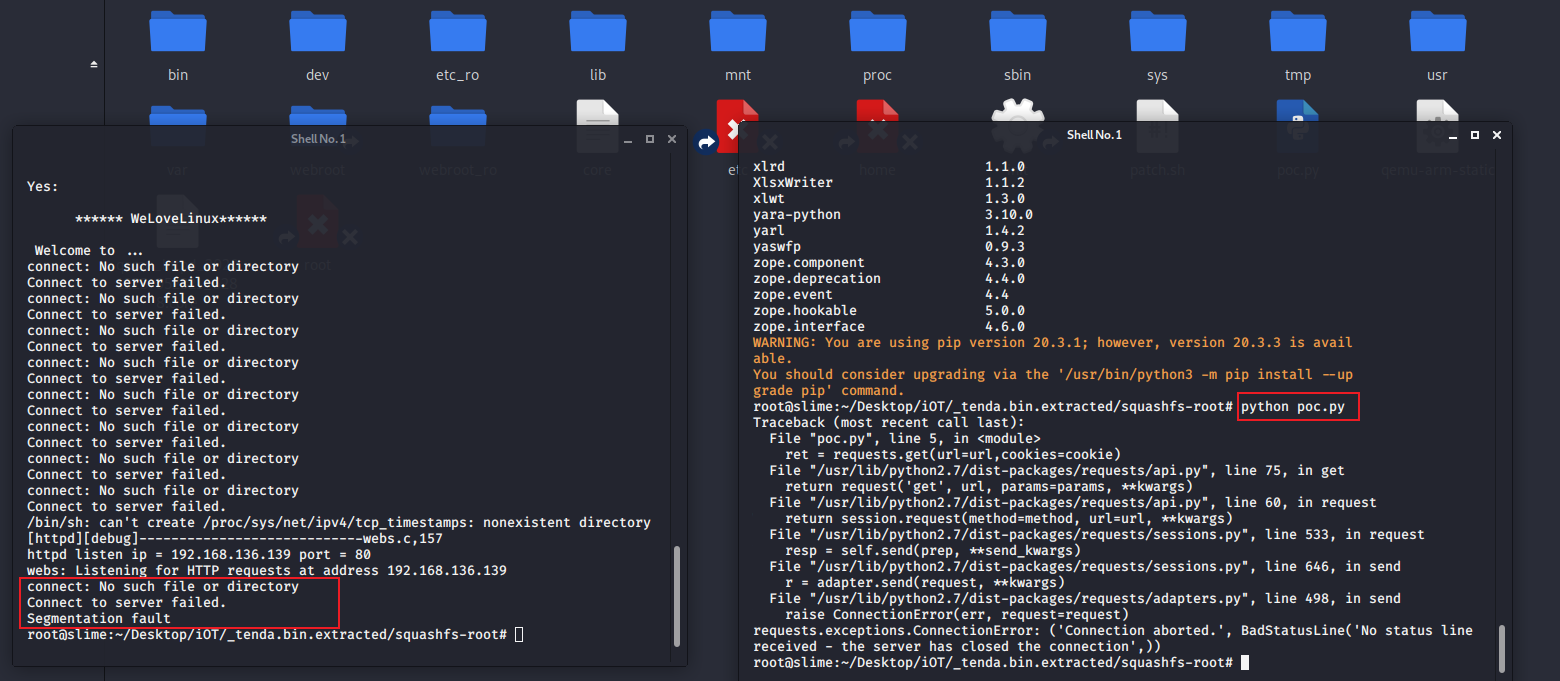 bin dev etc_ro lib mnt proc sbin sys tmp usr
var webroot webroot_ro core et home patch.sh poc.py qemu-arm-static
root
Shell No.1
Yes:
****** WeLoveLinux******
Welcome to ...
connect: No such file or directory
Connect to server failed.
connect: No such file or directory
Connect to server failed.
connect: No such file or directory
Connect to server failed.
connect: No such file or directory
Connect to server failed.
connect: No such file or directory
Connect to server failed.
connect: No such file or directory
Connect to server failed.
connect: No such file or directory
Connect to server failed.
connect: No such file or directory
Connect to server failed.
/bin/sh: can't create /proc/sys/net/ipv4/tcp_timestamps: nonexistent directory
[httpd][debug]----------------------------webs.c,157
httpd listen ip = 192.168.136.139 port = 80
webs: Listening for HTTP requests at address 192.168.136.139
connect: No such file or directory
Connect to server failed.
Segmentation fault
root@slime:~/Desktop/iOT/_tenda.bin.extracted/squashfs-root#
Shell No.1
xlrd 1.1.0
XlsxWriter 1.1.2
xlwt 1.3.0
yara-python 3.10.0
yarl 1.4.2
yaswfp 0.9.3
zope.component 4.3.0
zope.deprecation 4.4.0
zope.event 4.4
zope.hookable 5.0.0
zope.interface 4.6.0
WARNING: You are using pip version 20.3.1; however, version 20.3.3 is avail
able.
You should consider upgrading via the '/usr/bin/python3 -m pip install --up
grade pip' command.
root@slime:~/Desktop/iOT/_tenda.bin.extracted/squashfs-root# python poc.py
Traceback (most recent call last):
File "poc.py", line 5, in <module>
ret = requests.get(url=url,cookies=cookie)
File "/usr/lib/python2.7/dist-packages/requests/api.py", line 75, in get
return request('get', url, params=params, **kwargs)
File "/usr/lib/python2.7/dist-packages/requests/api.py", line 60, in request
return session.request(method=method, url=url, **kwargs)
File "/usr/lib/python2.7/dist-packages/requests/sessions.py", line 533, in request
resp = self.send(prep, **send_kwargs)
File "/usr/lib/python2.7/dist-packages/requests/sessions.py", line 646, in send
r = adapter.send(request, **kwargs)
File "/usr/lib/python2.7/dist-packages/requests/adapters.py", line 498, in send
raise ConnectionError(err, request=request)
requests.exceptions.ConnectionError: ('Connection aborted.', BadStatusLine('No status line
received - the server has closed the connection',))
root@slime:~/Desktop/iOT/_tenda.bin.extracted/squashfs-root#